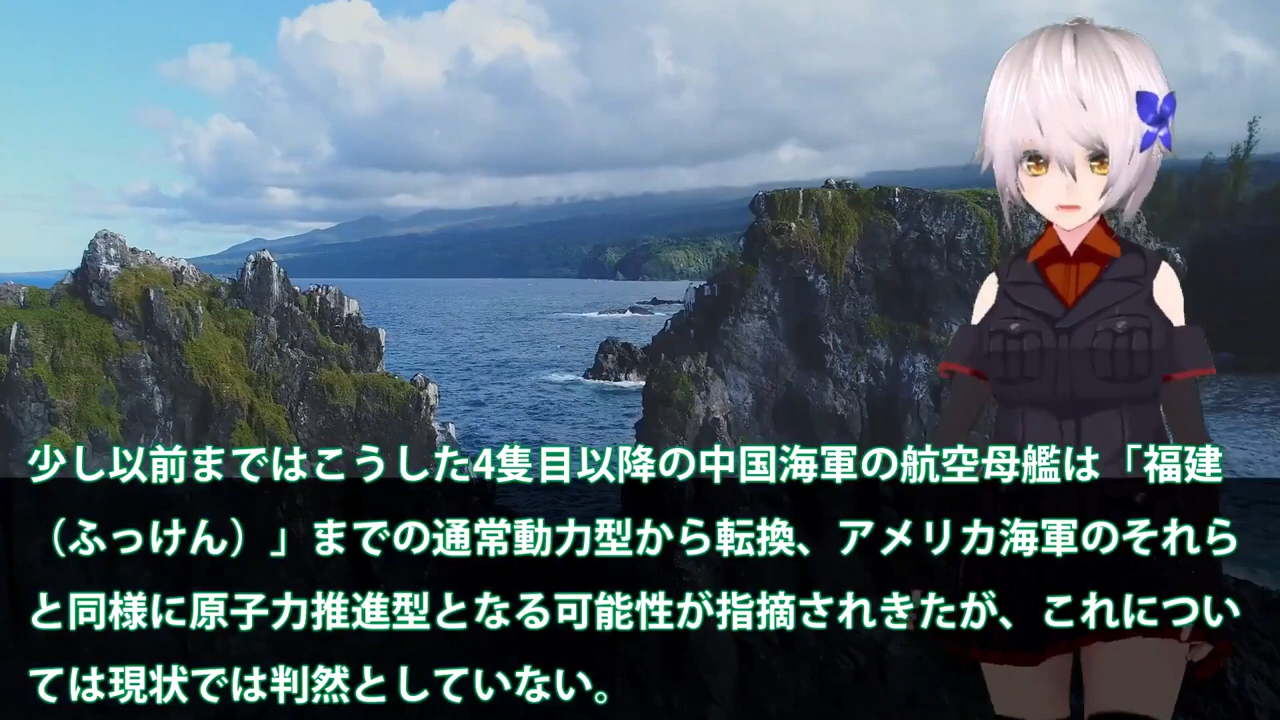 少し以前まではこうした4隻目以降の中国海軍の航空母艦は「福建
（ふっけん）」までの通常動力型から転換、アメリカ海軍のそれら
と同様に原子力推進型となる可能性が指摘されきたが、これについ
ては現状では判然としていない。